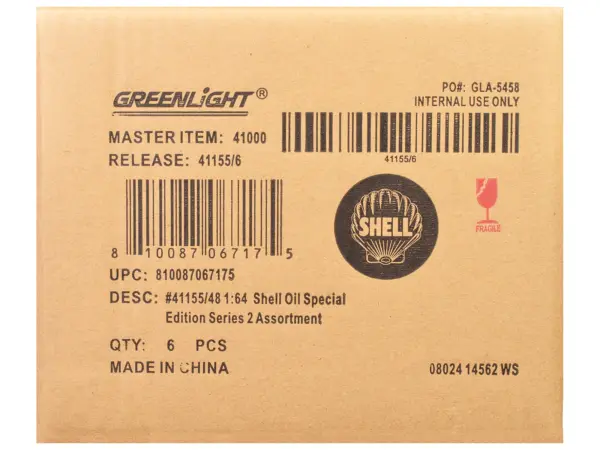 GREENLiGHT®
PO#: GLA-5458
INTERNAL USE ONLY
MASTER ITEM: 41000
RELEASE: 41155/6
41155/6
SHELL
FRAGILE
8 10087 06717 5
UPC: 810087067175
DESC: #41155/48 1:64 Shell Oil Special
Edition Series 2 Assortment
QTY: 6 PCS
MADE IN CHINA
08024 14562 WS